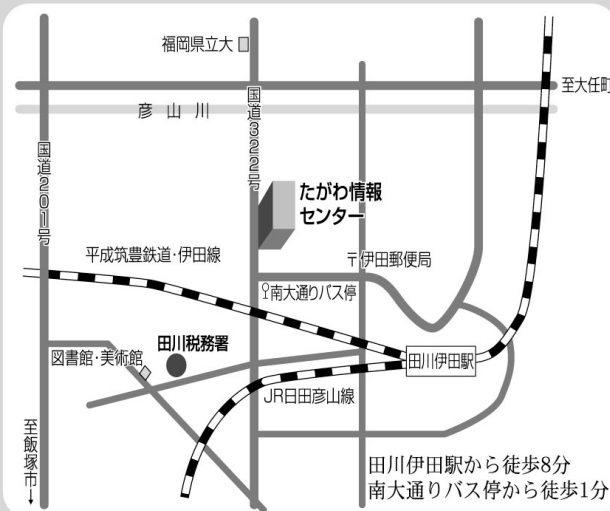 福岡県立大
至大任町
彦山川
国道322号
国道201号
たがわ情報
センター
平成筑豊鉄道・伊田線
〒伊田郵便局
南大通りバス停
田川税務署
図書館・美術館
田川伊田駅
JR日田彦山線
至飯塚市→
田川伊田駅から徒歩8分
南大通りバス停から徒歩1分